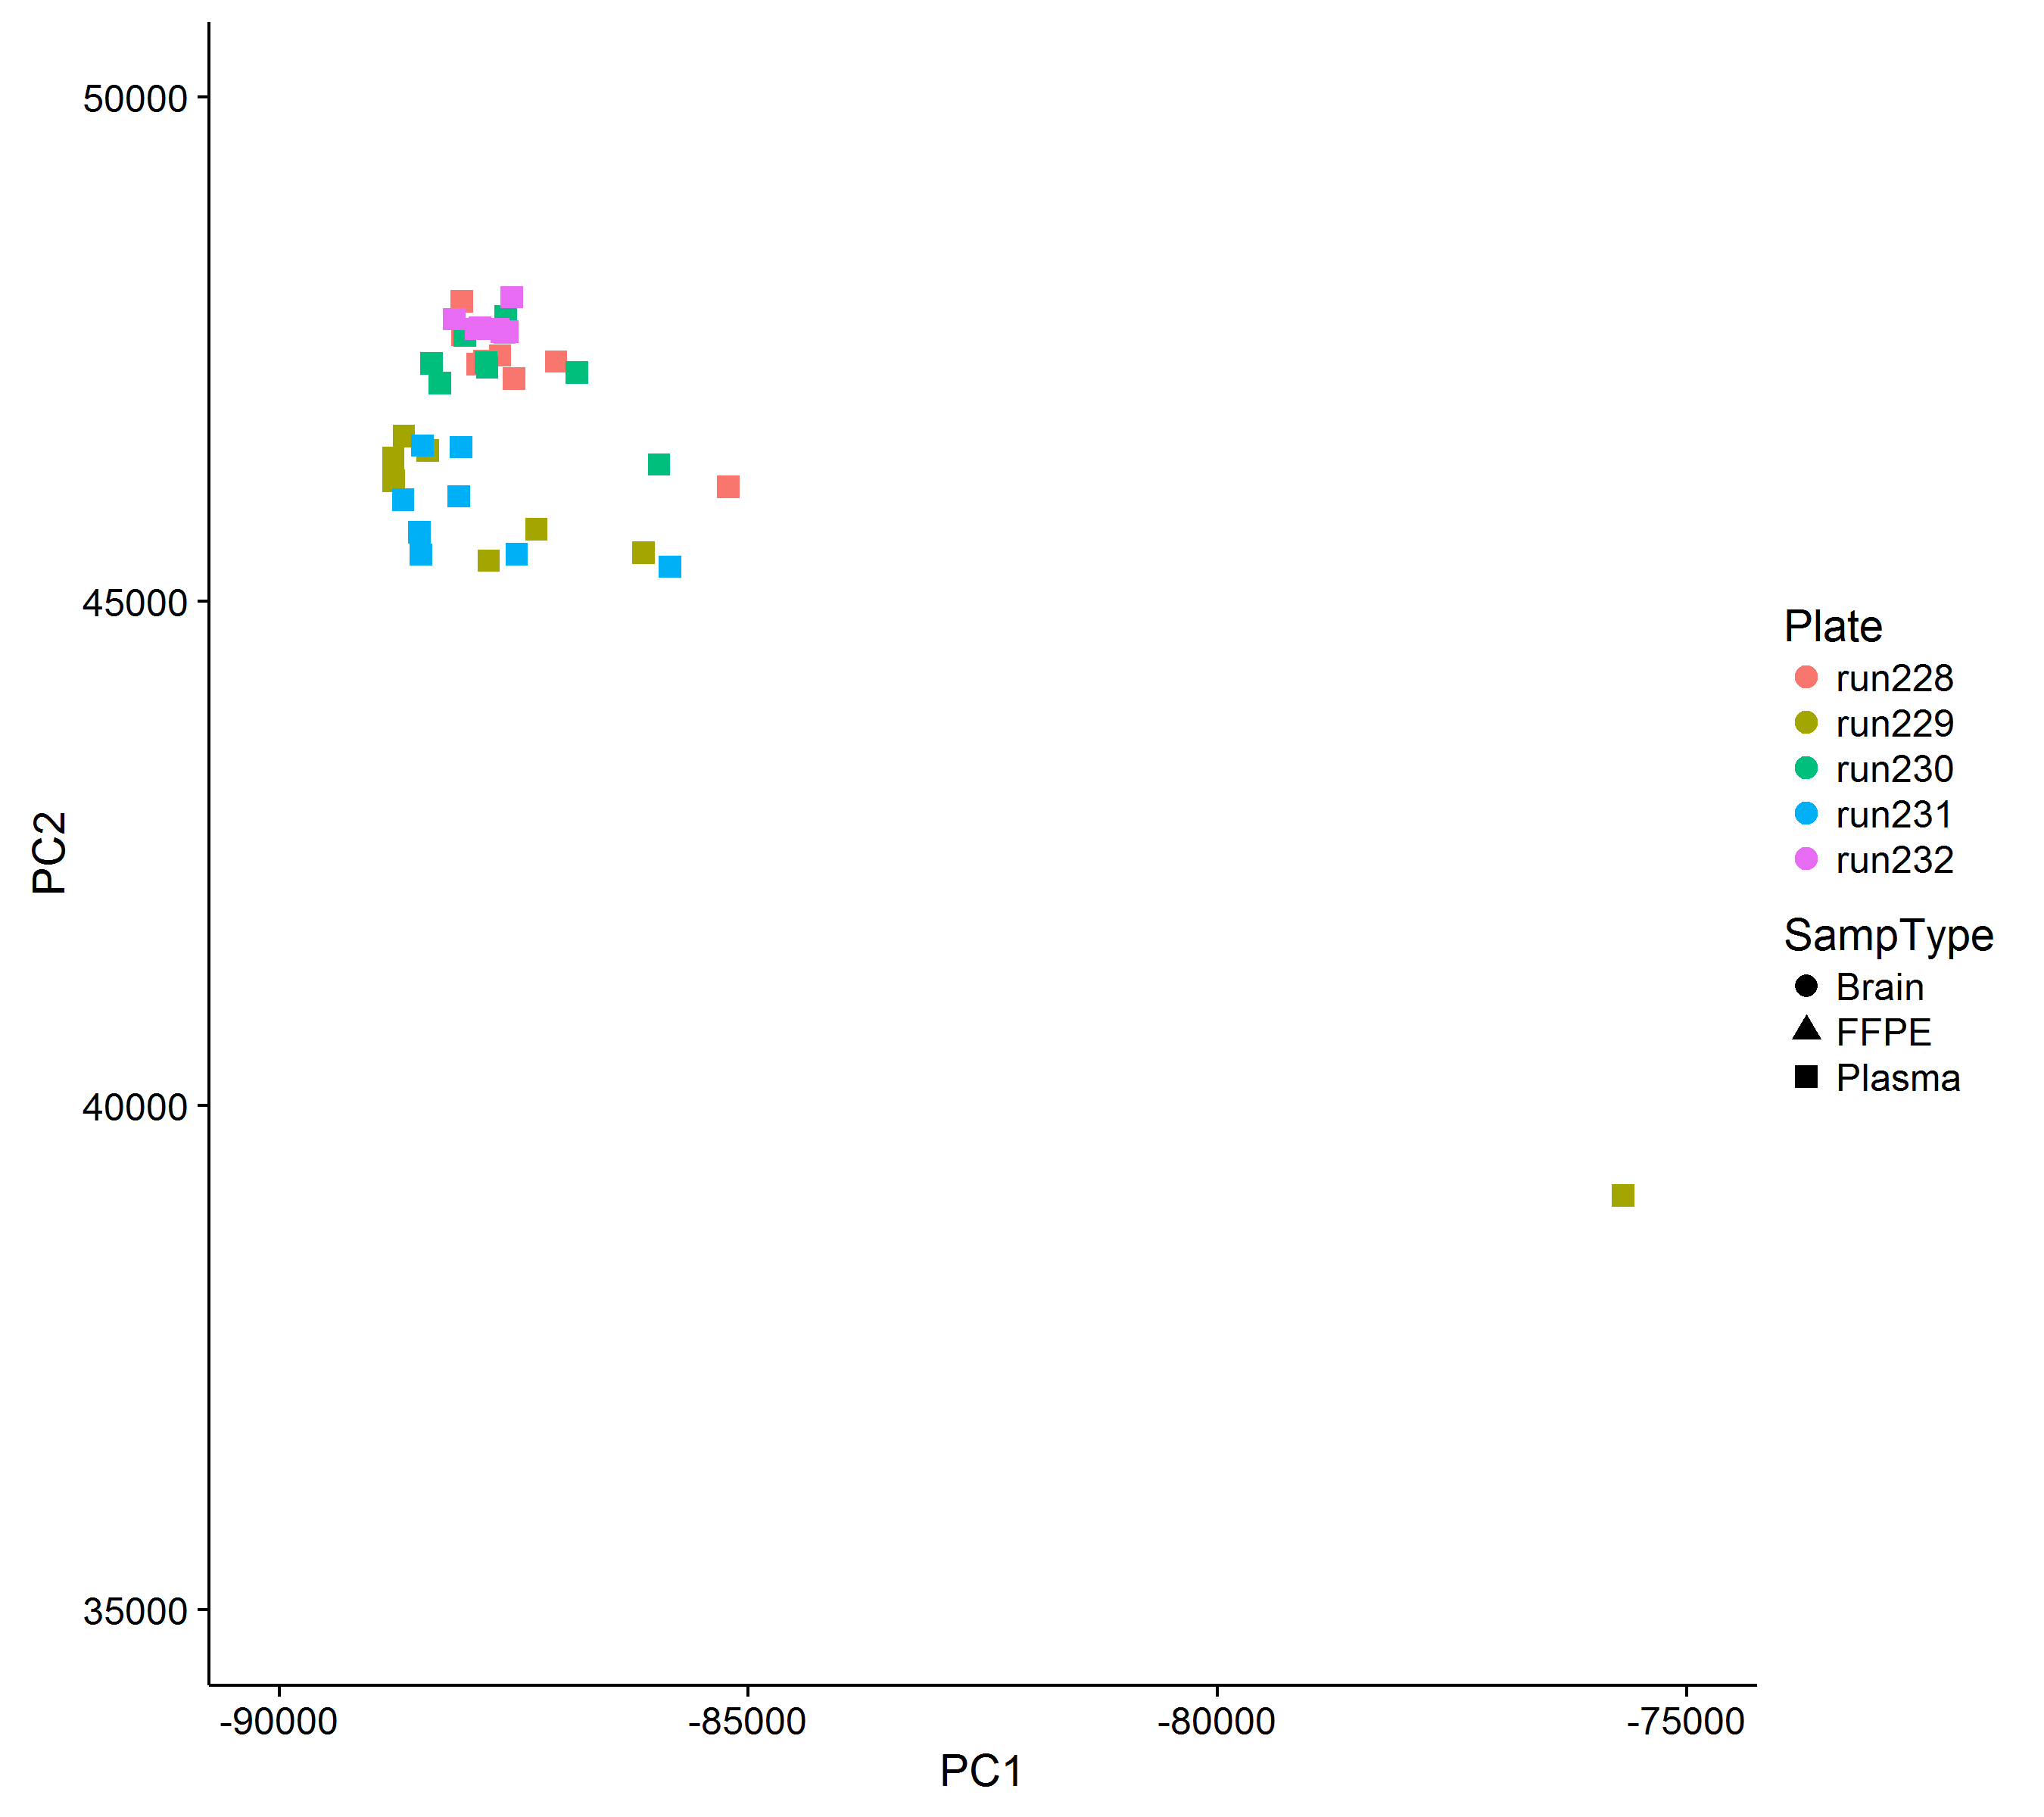 50000
45000
40000
35000
PC2
-90000
-85000
-80000
-75000
PC1
Plate
run228
run229
run230
run231
run232
SampType
Brain
FFPE
Plasma